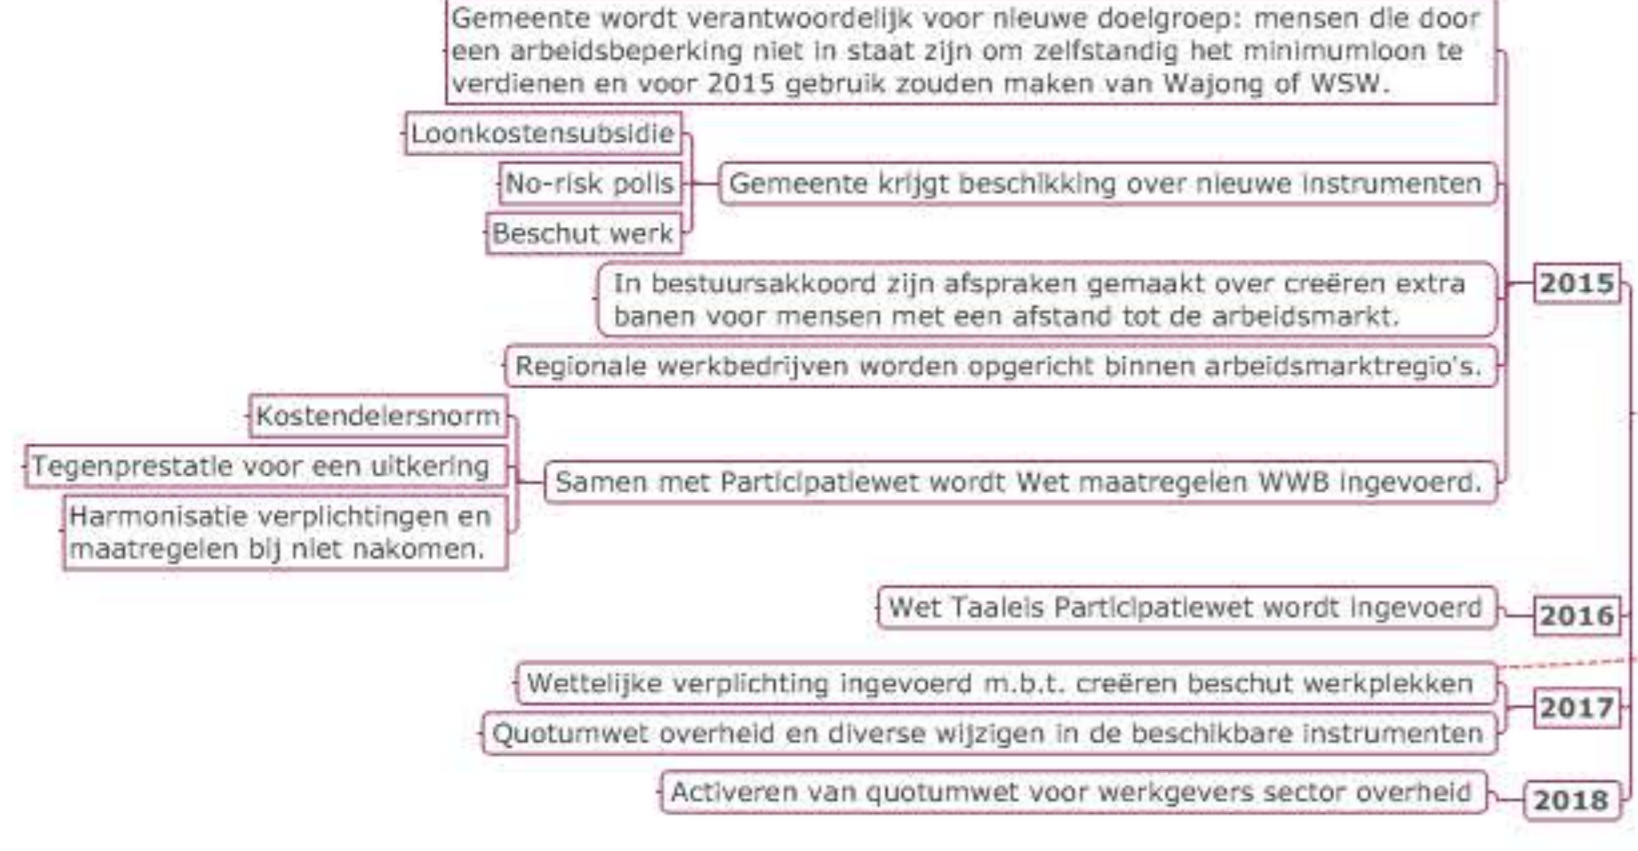 Gemeente wordt verantwoordelijk voor nieuwe doelgroep: mensen die door
een arbeidsbeperking niet in staat zijn om zelfstandig het minimumloon te
verdienen en voor 2015 gebruik zouden maken van Wajong of WSW.
Loonkostensubsidie
No-risk polis
Beschut werk
Gemeente krijgt beschikking over nieuwe instrumenten
In bestuursakkoord zijn afspraken gemaakt over creëren extra
banen voor mensen met een afstand tot de arbeidsmarkt.
2015
Regionale werkbedrijven worden opgericht binnen arbeidsmarktregio's.
Kostendelersnorm
Tegenprestatie voor een uitkering
Harmonisatie verplichtingen en
maatregelen bij niet nakomen.
Samen met Participatiewet wordt Wet maatregelen WWB ingevoerd.
Wet Taaleis Participatiewet wordt ingevoerd
2016
Wettelijke verplichting ingevoerd m.b.t. creëren beschut werkplekken
Quotumwet overheid en diverse wijzigen in de beschikbare instrumenten
2017
Activeren van quotumwet voor werkgevers sector overheid
2018